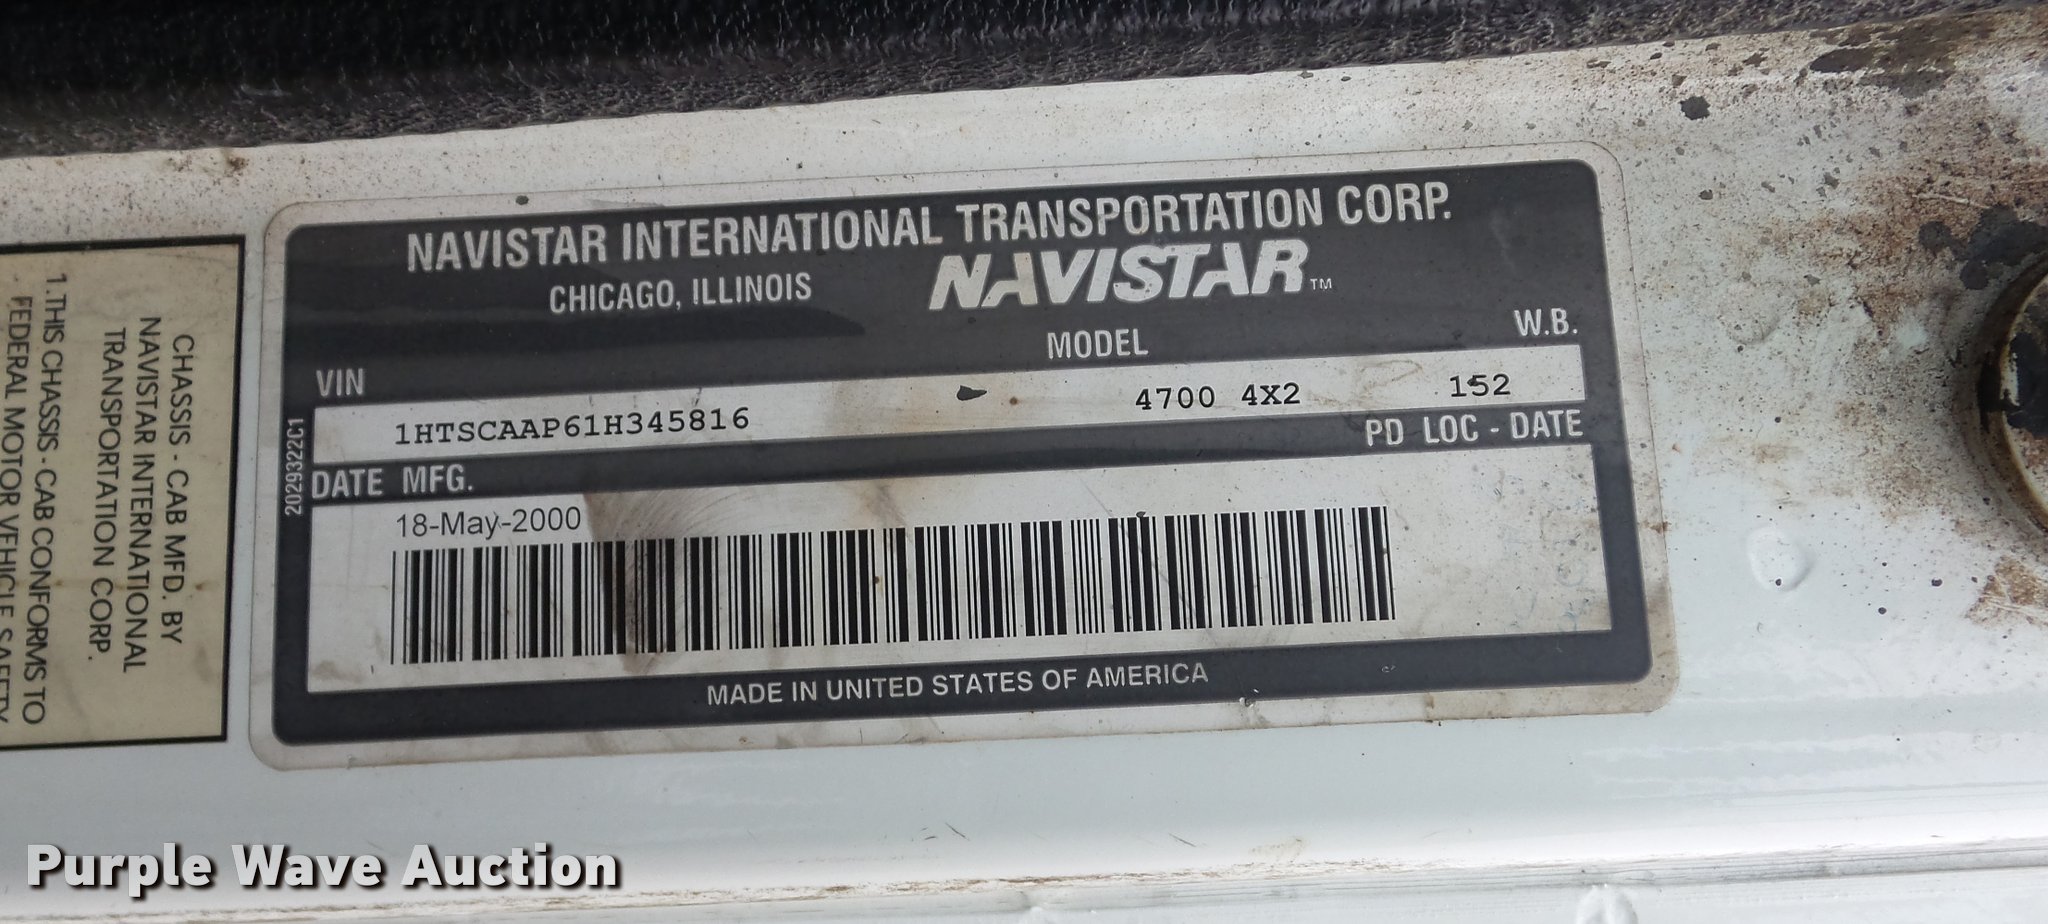 NAVISTAR INTERNATIONAL TRANSPORTATION CORP.
CHICAGO, ILLINOIS
NAVISTAR™
VIN
MODEL
W.B.
1HTSCAAP61H345816
4700 4X2
152
DATE MFG.
PD LOC - DATE
18-May-2000
MADE IN UNITED STATES OF AMERICA
2029322C1
CHASSIS - CAB MFD. BY
NAVISTAR INTERNATIONAL
TRANSPORTATION CORP.
1. THIS CHASSIS - CAB CONFORMS TO
FEDERAL MOTOR VEHICLE SAFETY
Purple Wave Auction